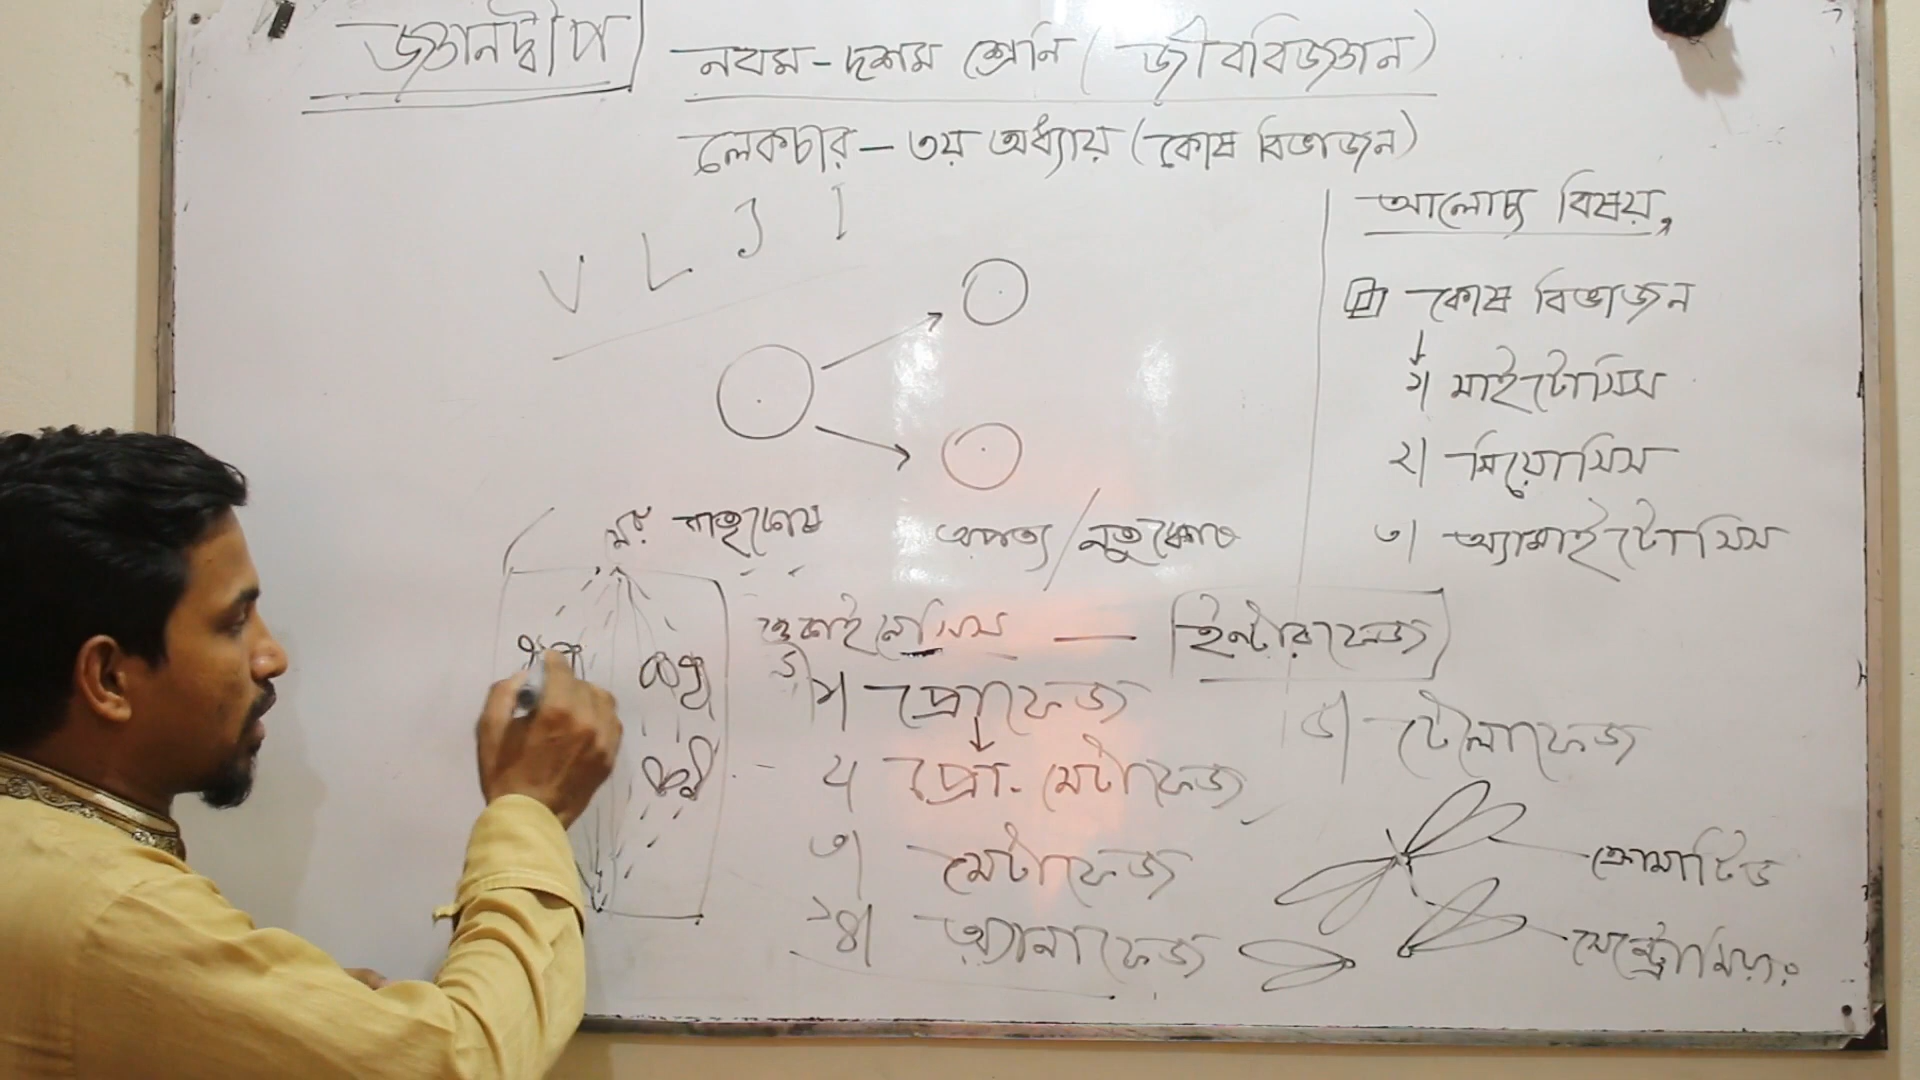 জ্ঞানদ্বীপ
নবম-দশম শ্রেনি (জীববিজ্ঞান)
লেকচার - ৩য় অধ্যায় (কোষ বিভাজন)
V L J I
আলোচ্য বিষয়,
কোষ বিভাজন
১| মাইটোসিস
২| মিয়োসিস
৩| অ্যামাইটোসিস
মাতৃকোষ
অপত্য / নতুকোষ
ইন্টারফেজ
১| প্রোফেজ
২| প্রো. মেটাফেজ
৩| মেটাফেজ
৪| অ্যানাফেজ
৫| টেলোফেজ
ক্রোমাটিড
সেন্ট্রোমিয়ার